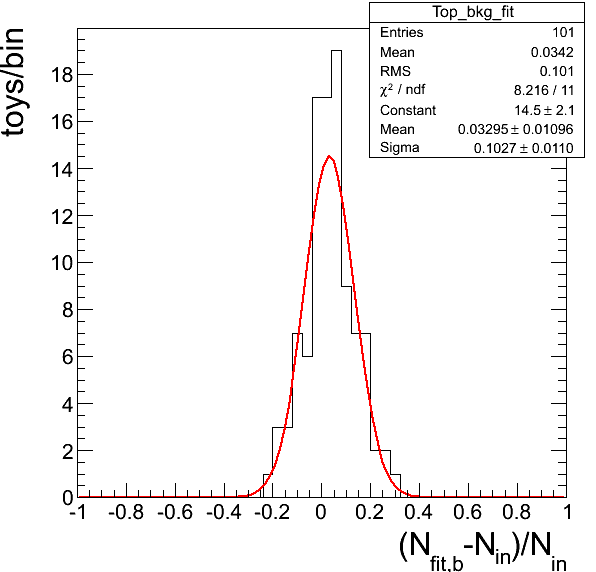 Top_bkg_fit
Entries 101
Mean 0.0342
RMS 0.101
χ² / ndf 8.216 / 11
Constant 14.5 ± 2.1
Mean 0.03295 ± 0.01096
Sigma 0.1027 ± 0.0110
toys/bin
18
16
14
12
10
8
6
4
2
0
-1 -0.8 -0.6 -0.4 -0.2 0 0.2 0.4 0.6 0.8 1
(N_fit,b-N_in)/N_in